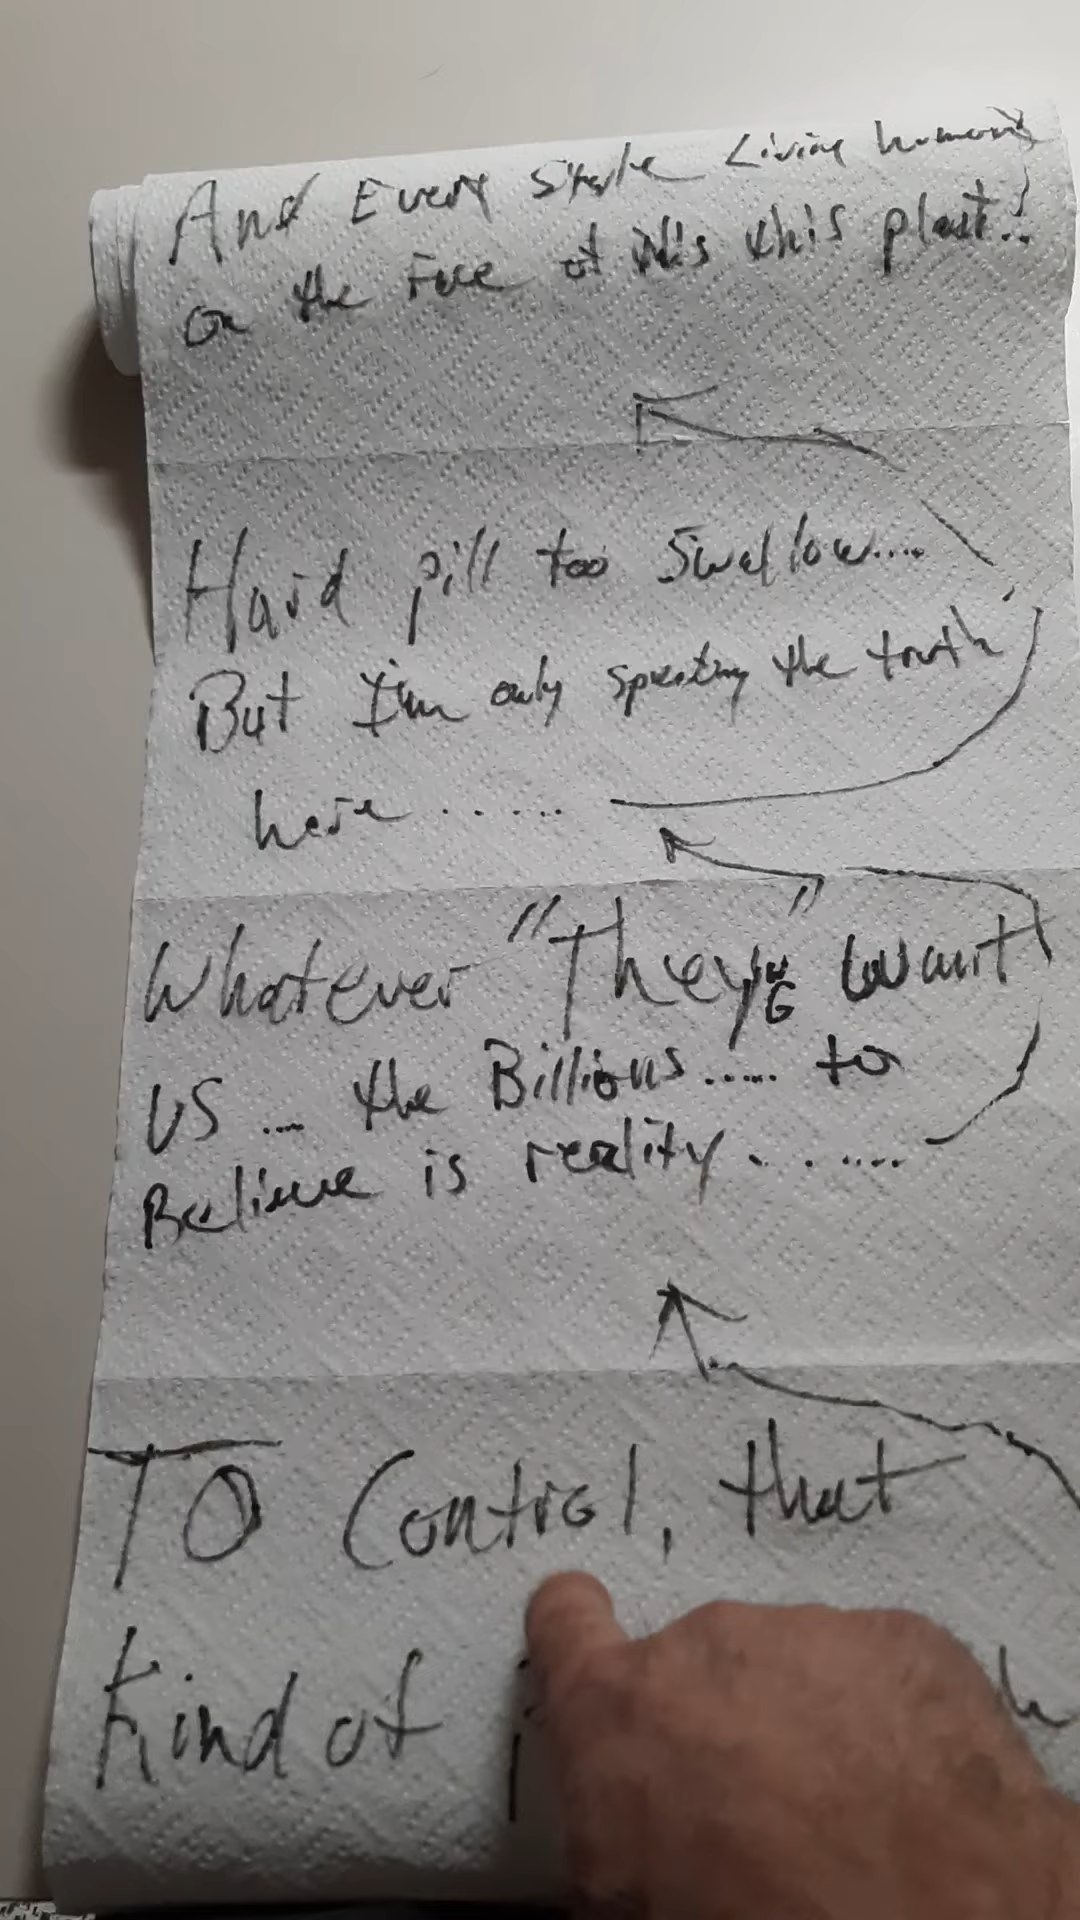 And Every Single Living human
on the Face of this this planet..!
Hard pill too Swallow....
But I'm only speaking the truth
here ......
Whatever "They" want
US ... the Billions ..... to
Believe is reality .......
TO Control, that
Kind of